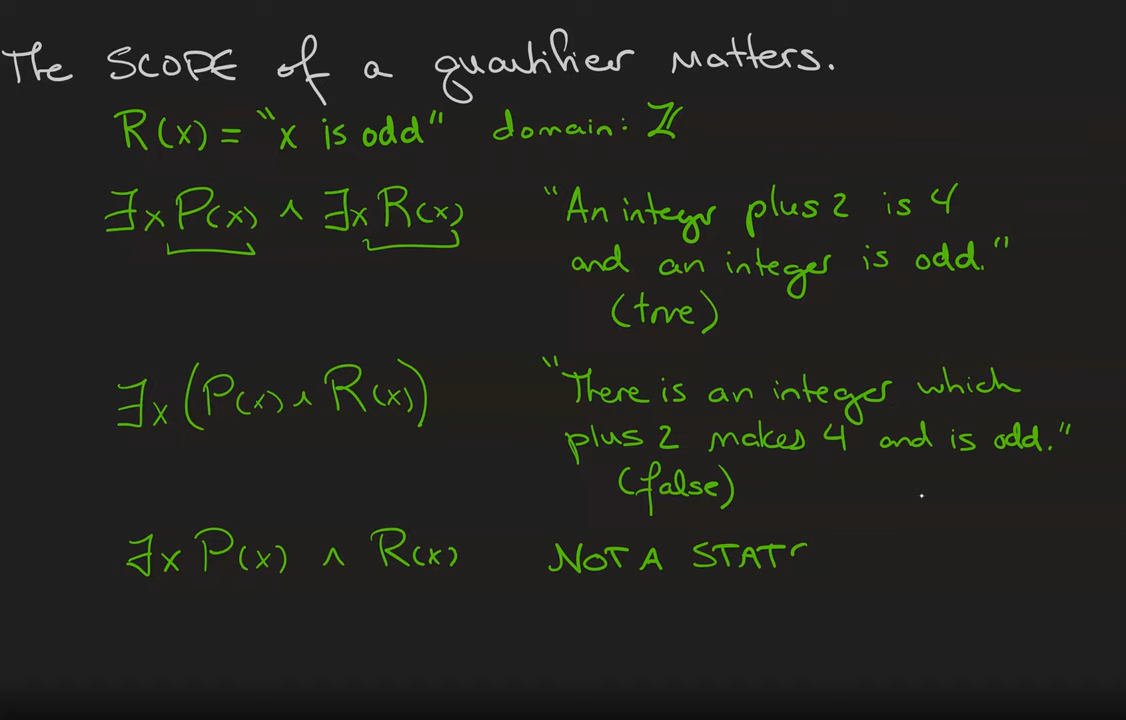 The SCOPE of a quantifier matters.
R(x) = "x is odd" domain: ℤ
∃x P(x) ∧ ∃x R(x) "An integer plus 2 is 4
and an integer is odd."
(true)
∃x (P(x) ∧ R(x)) "There is an integer which
plus 2 makes 4 and is odd."
(false)
∃x P(x) ∧ R(x) NOT A STATE